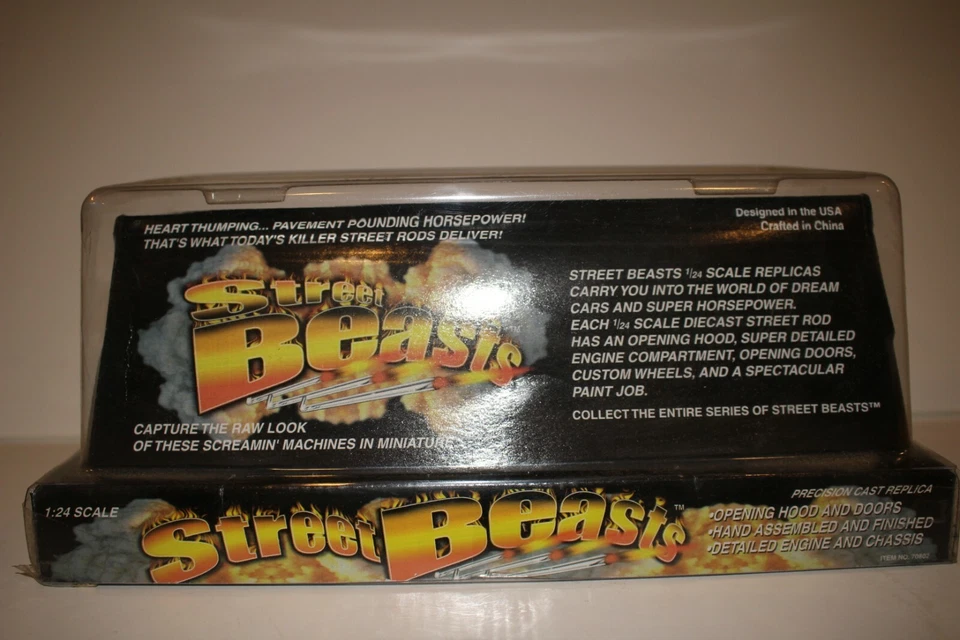 HEART THUMPING... PAVEMENT POUNDING HORSEPOWER!
THAT'S WHAT TODAY'S KILLER STREET RODS DELIVER!
Designed in the USA
Crafted in China
Street
Beasts™
CAPTURE THE RAW LOOK
OF THESE SCREAMIN' MACHINES IN MINIATURE
STREET BEASTS 1/24 SCALE REPLICAS
CARRY YOU INTO THE WORLD OF DREAM
CARS AND SUPER HORSEPOWER.
EACH 1/24 SCALE DIECAST STREET ROD
HAS AN OPENING HOOD, SUPER DETAILED
ENGINE COMPARTMENT, OPENING DOORS,
CUSTOM WHEELS, AND A SPECTACULAR
PAINT JOB.
COLLECT THE ENTIRE SERIES OF STREET BEASTS™
1:24 SCALE
Street Beasts™
PRECISION CAST REPLICA
•OPENING HOOD AND DOORS
•HAND ASSEMBLED AND FINISHED
•DETAILED ENGINE AND CHASSIS
ITEM NO.